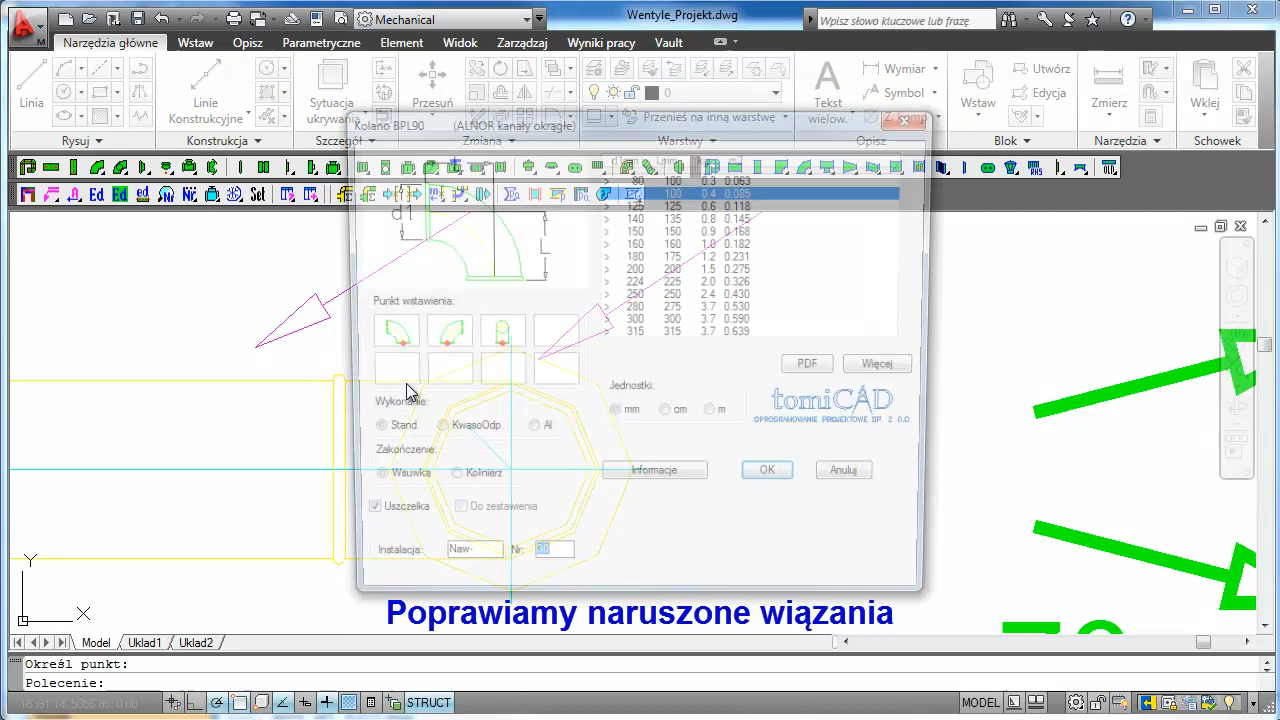 Mechanical
Wentyle_Projekt.dwg
Wpisz słowo kluczowe lub frazę
Narzędzia główne Wstaw Opisz Parametryczne Element Widok Zarządzaj Wyniki pracy Vault
Linia
Linie
Konstrukcyjne
Sytuacja
ukrywania
Przesuń
0
Przenieś na inną warstwę
Tekst
wielow.
Wymiar
Symbol
Wstaw
Utwórz
Edycja
Zmierz
Wklej
Rysuj Konstrukcja Szczegół Zmiana Warstwy Opisz Blok Narzędzia Schowek
Kolano BPL90 (ALNOR kanały okrągłe)
Ed Ed ed Nr Ni Set
d1
L
> 80 100 0.3 0.063
100 0.4 0.085
> 125 125 0.6 0.118
> 140 135 0.8 0.145
> 150 150 0.9 0.168
> 160 160 1.0 0.182
> 180 175 1.2 0.231
> 200 200 1.5 0.275
> 224 225 2.0 0.326
> 250 250 2.4 0.430
> 280 275 3.7 0.530
> 300 300 3.7 0.590
> 315 315 3.7 0.639
Punkt wstawienia:
PDF Więcej
Jednostki:
mm cm m
tomiCAD
OPROGRAMOWANIE PROJEKTOWE SP. Z O.O.
Wykonanie:
Stand. KwasoOdp. Al
Zakończenie:
Wsuwka Kołnierz
Informacje OK Anuluj
Uszczelka Do zestawienia
Instalacja: Naw- Nr: 30
Y
X
Poprawiamy naruszone wiązania
Model Układ1 Układ2
Określ punkt:
Polecenie:
STRUCT
MODEL